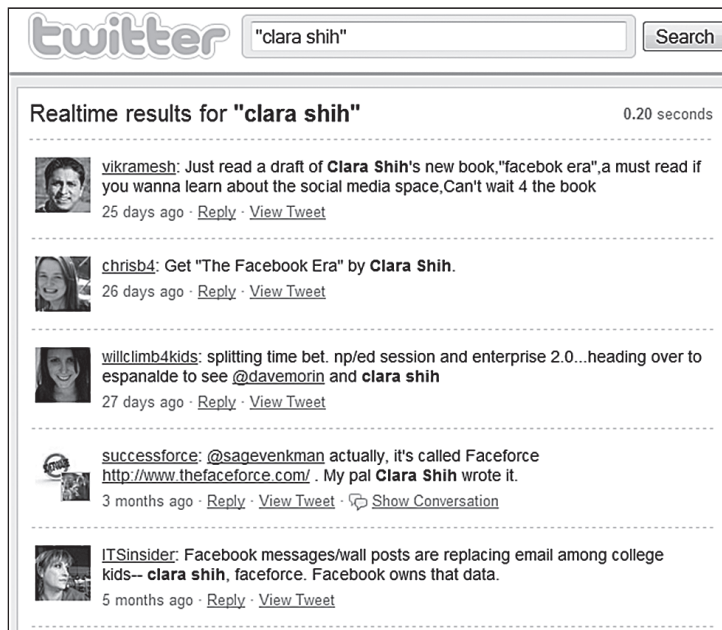 twitter
"clara shih"
Search
Realtime results for "clara shih"
0.20 seconds
vikramesh: Just read a draft of Clara Shih's new book,"facebok era",a must read if
you wanna learn about the social media space,Can't wait 4 the book
25 days ago · Reply · View Tweet
chrisb4: Get "The Facebook Era" by Clara Shih.
26 days ago · Reply · View Tweet
willclimb4kids: splitting time bet. np/ed session and enterprise 2.0...heading over to
espanalde to see @davemorin and clara shih
27 days ago · Reply · View Tweet
successforce: @sagevenkman actually, it's called Faceforce
http://www.thefaceforce.com/ . My pal Clara Shih wrote it.
3 months ago · Reply · View Tweet · Show Conversation
ITSinsider: Facebook messages/wall posts are replacing email among college
kids-- clara shih, faceforce. Facebook owns that data.
5 months ago · Reply · View Tweet